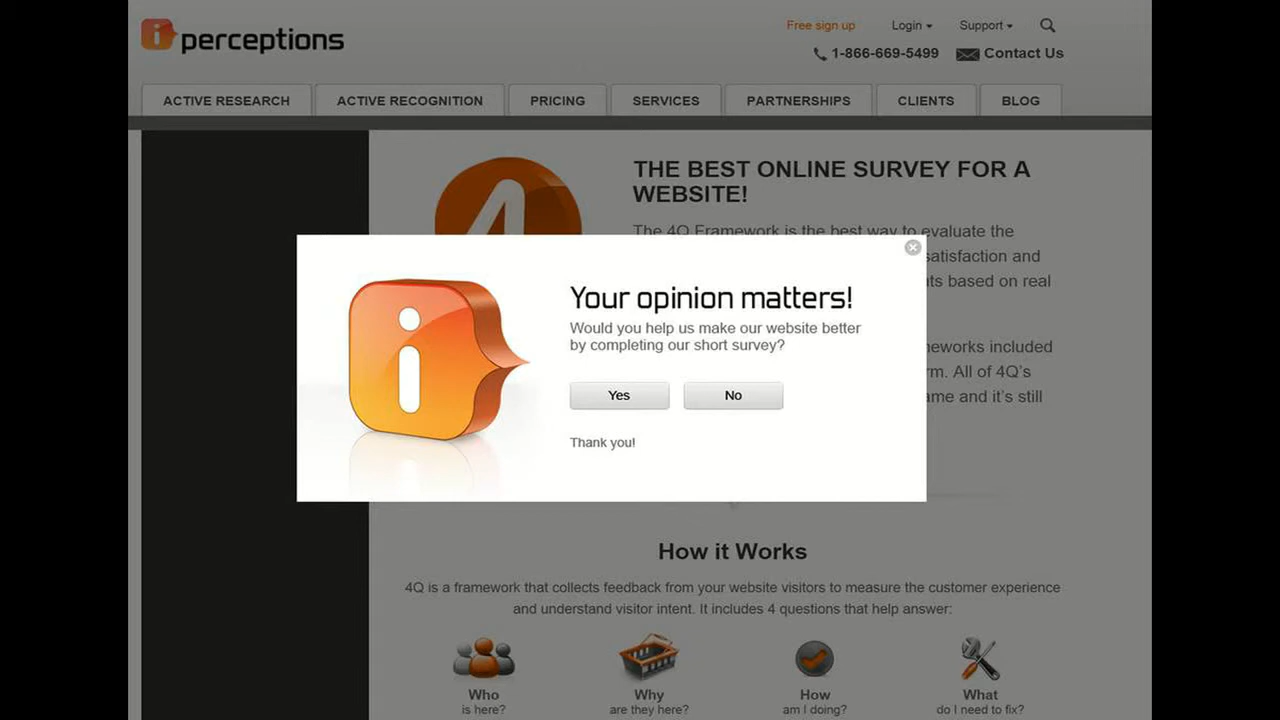 iperceptions
Free sign up
Login
Support
1-866-669-5499
Contact Us
ACTIVE RESEARCH
ACTIVE RECOGNITION
PRICING
SERVICES
PARTNERSHIPS
CLIENTS
BLOG
THE BEST ONLINE SURVEY FOR A
WEBSITE!
4
The 4Q Framework is the best way to evaluate the
satisfaction and
based on real
included
All of 4Q's
and it's still
i
Your opinion matters!
Would you help us make our website better
by completing our short survey?
Yes
No
Thank you!
How it Works
4Q is a framework that collects feedback from your website visitors to measure the customer experience
and understand visitor intent. It includes 4 questions that help answer:
Who
is here?
Why
are they here?
How
am I doing?
What
do I need to fix?